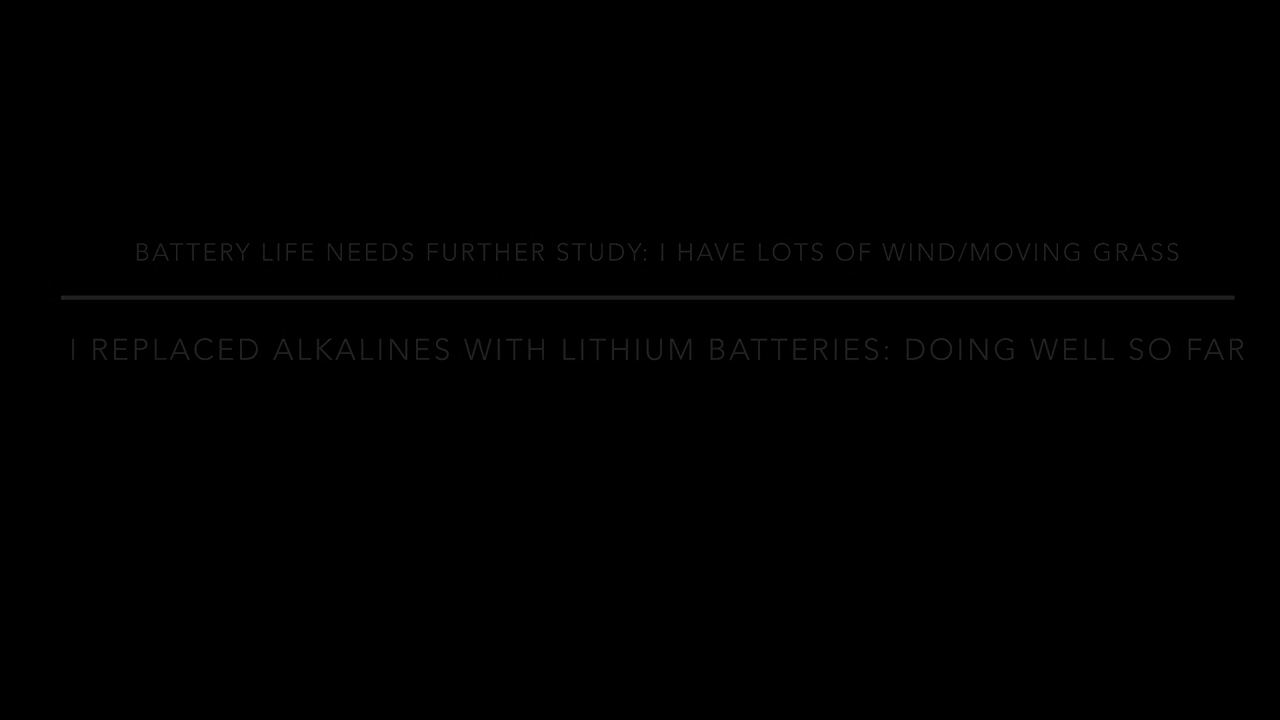 BATTERY LIFE NEEDS FURTHER STUDY: I HAVE LOTS OF WIND/MOVING GRASS
I REPLACED ALKALINES WITH LITHIUM BATTERIES: DOING WELL SO FAR